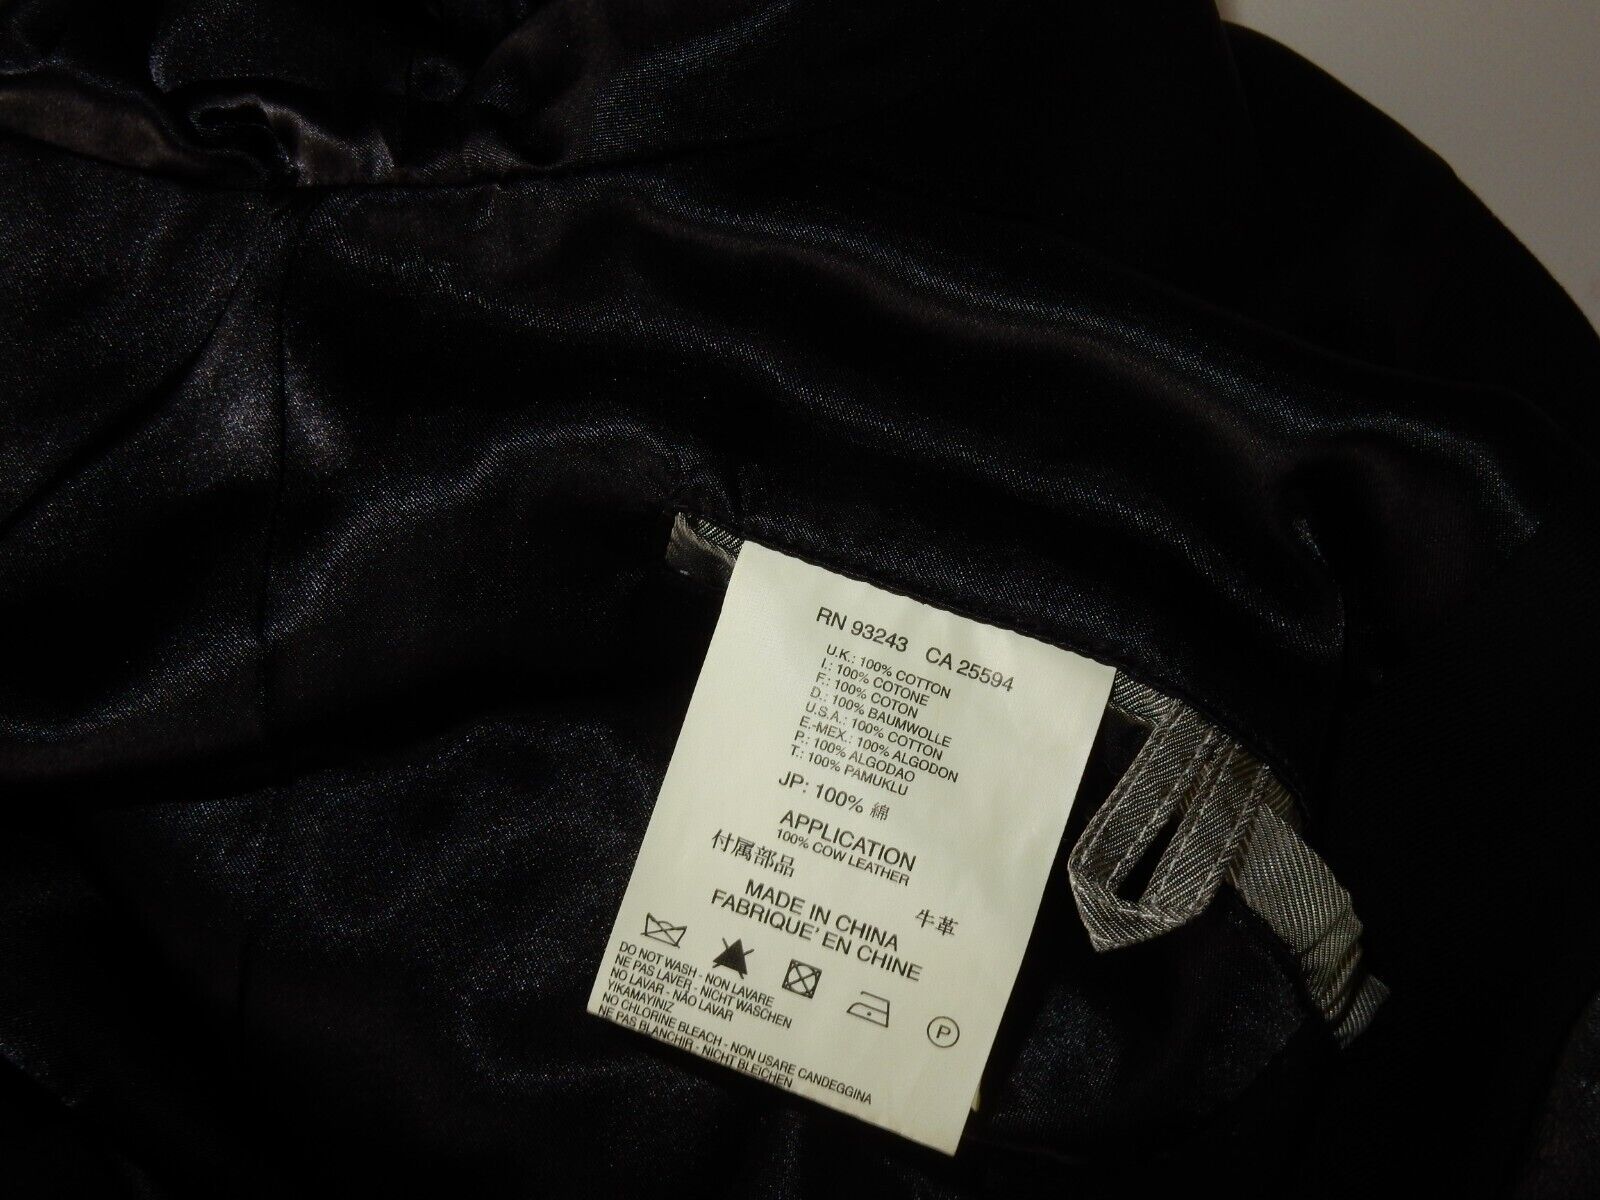 RN 93243 CA 25594
U.K.: 100% COTTON
I.: 100% COTONE
F.: 100% COTON
D.: 100% BAUMWOLLE
U.S.A.: 100% COTTON
E.-MEX.: 100% ALGODON
P.: 100% ALGODAO
T.: 100% PAMUKLU
JP: 100% 綿
APPLICATION
100% COW LEATHER
付属部品
牛革
MADE IN CHINA
FABRIQUE' EN CHINE
P
DO NOT WASH - NON LAVARE
NE PAS LAVER - NICHT WASCHEN
NO LAVAR - NÃO LAVAR
YIKAMAYINIZ
NO CHLORINE BLEACH - NON USARE CANDEGGINA
NE PAS BLANCHIR - NICHT BLEICHEN